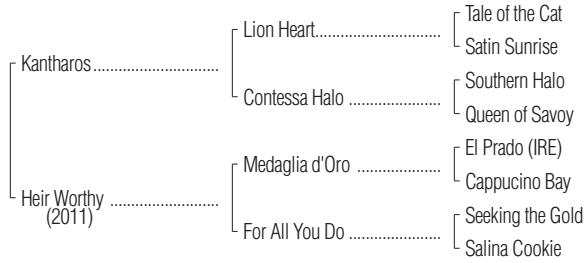 Tale of the Cat
Lion Heart
Satin Sunrise
Kantharos
Southern Halo
Contessa Halo
Queen of Savoy
El Prado (IRE)
Medaglia d'Oro
Cappucino Bay
Heir Worthy
(2011)
Seeking the Gold
For All You Do
Salina Cookie